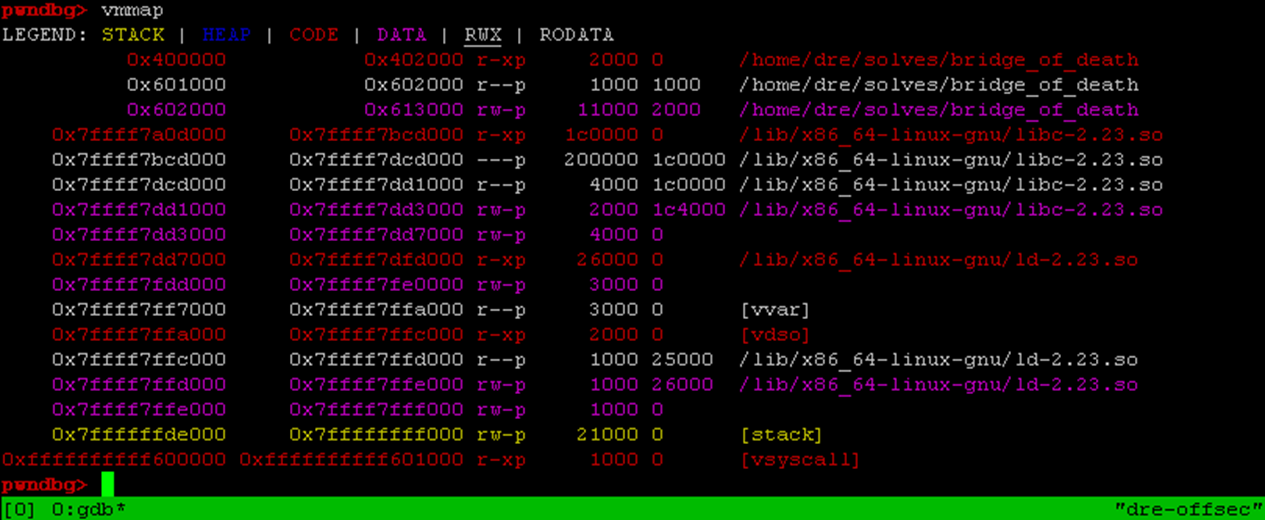 pwndbg> vmmap
LEGEND: STACK | HEAP | CODE | DATA | RWX | RODATA
0x400000 0x402000 r-xp 2000 0 /home/dre/solves/bridge_of_death
0x601000 0x602000 r--p 1000 1000 /home/dre/solves/bridge_of_death
0x602000 0x613000 rw-p 11000 2000 /home/dre/solves/bridge_of_death
0x7ffff7a0d000 0x7ffff7bcd000 r-xp 1c0000 0 /lib/x86_64-linux-gnu/libc-2.23.so
0x7ffff7bcd000 0x7ffff7dcd000 ---p 200000 1c0000 /lib/x86_64-linux-gnu/libc-2.23.so
0x7ffff7dcd000 0x7ffff7dd1000 r--p 4000 1c0000 /lib/x86_64-linux-gnu/libc-2.23.so
0x7ffff7dd1000 0x7ffff7dd3000 rw-p 2000 1c4000 /lib/x86_64-linux-gnu/libc-2.23.so
0x7ffff7dd3000 0x7ffff7dd7000 rw-p 4000 0
0x7ffff7dd7000 0x7ffff7dfd000 r-xp 26000 0 /lib/x86_64-linux-gnu/ld-2.23.so
0x7ffff7fdd000 0x7ffff7fe0000 rw-p 3000 0
0x7ffff7ff7000 0x7ffff7ffa000 r--p 3000 0 [vvar]
0x7ffff7ffa000 0x7ffff7ffc000 r-xp 2000 0 [vdso]
0x7ffff7ffc000 0x7ffff7ffd000 r--p 1000 25000 /lib/x86_64-linux-gnu/ld-2.23.so
0x7ffff7ffd000 0x7ffff7ffe000 rw-p 1000 26000 /lib/x86_64-linux-gnu/ld-2.23.so
0x7ffff7ffe000 0x7ffff7fff000 rw-p 1000 0
0x7ffffffde000 0x7ffffffff000 rw-p 21000 0 [stack]
0xffffffffff600000 0xffffffffff601000 r-xp 1000 0 [vsyscall]
pwndbg>
[0] 0:gdb* "dre-offsec"